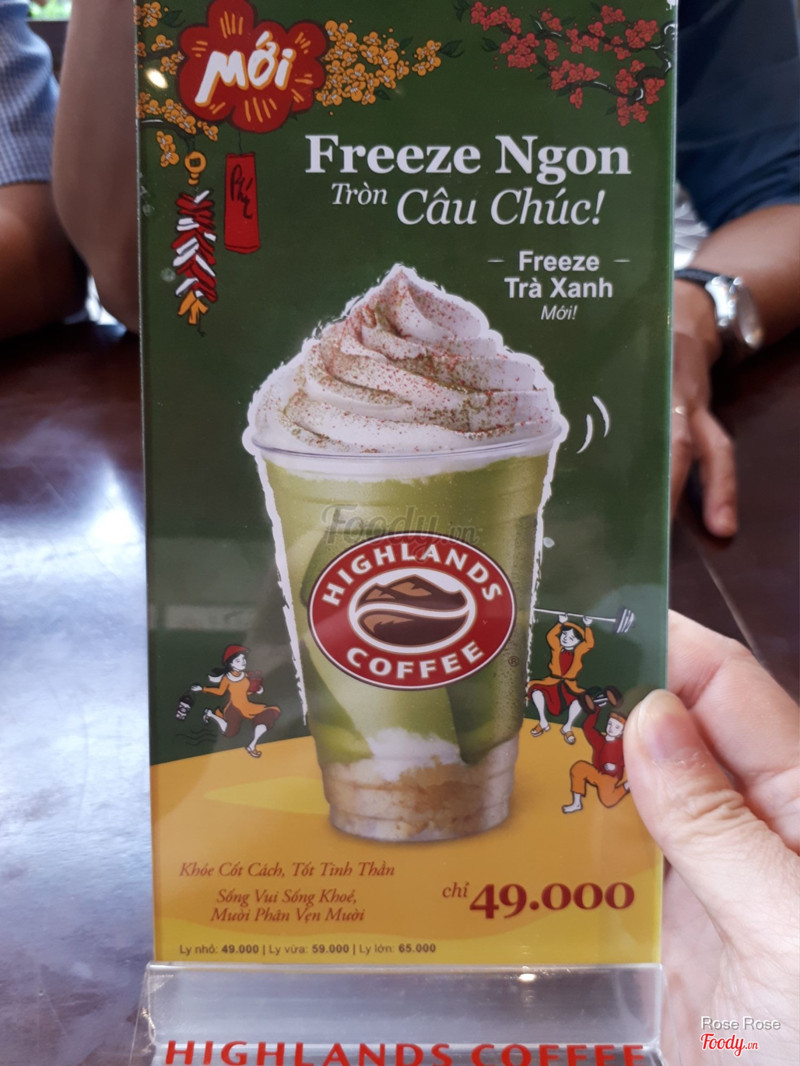 MỚI
Phú
Freeze Ngon
Tròn Câu Chúc!
Freeze
Trà Xanh
Mới!
Foody.vn
HIGHLANDS
COFFEE
®
Khỏe Cốt Cách, Tốt Tinh Thần
Sống Vui Sống Khoẻ,
Mười Phân Vẹn Mười
chỉ 49.000
Ly nhỏ: 49.000 | Ly vừa: 59.000 | Ly lớn: 65.000
HIGHLANDS COFFEE
Rose Rose
Foody.vn